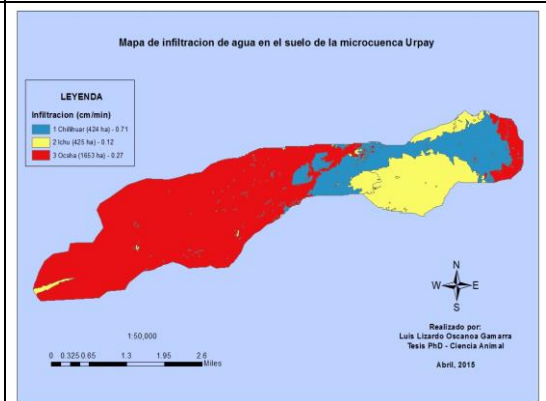 Mapa de infiltracion de agua en el suelo de la microcuenca Urpay
LEYENDA
Infiltracion (cm/min)
1 Chillihuar (424 ha) - 0.71
2 Ichu (425 ha) - 0.12
3 Ocsha (1653 ha) - 0.27
N
W E
S
1:50,000
0 0.325 0.65 1.3 1.95 2.6
Miles
Realizado por:
Luis Lizardo Oscanoa Gamarra
Tesis PhD - Ciencia Animal
Abril, 2015